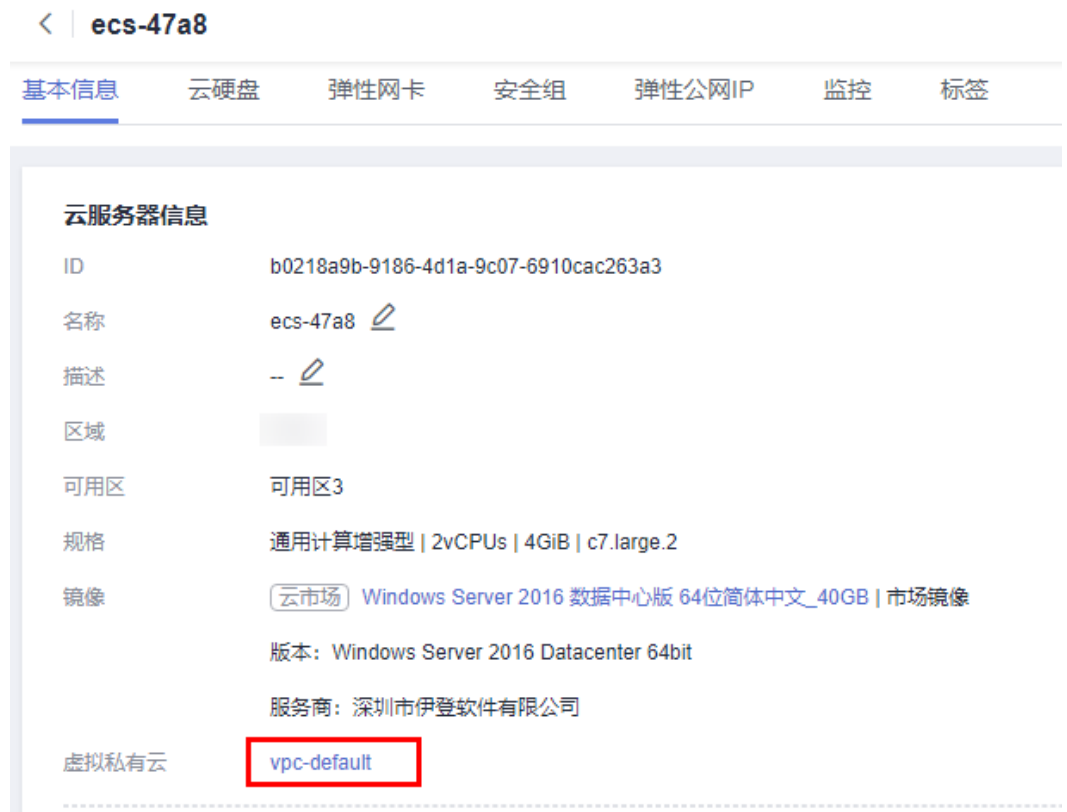 ecs-47a8
基本信息 云硬盘 弹性网卡 安全组 弹性公网IP 监控 标签
云服务器信息
ID b0218a9b-9186-4d1a-9c07-6910cac263a3
名称 ecs-47a8
描述 --
区域
可用区 可用区3
规格 通用计算增强型 | 2vCPUs | 4GiB | c7.large.2
镜像 云市场 Windows Server 2016 数据中心版 64位简体中文_40GB | 市场镜像
版本：Windows Server 2016 Datacenter 64bit
服务商：深圳市伊登软件有限公司
虚拟私有云 vpc-default